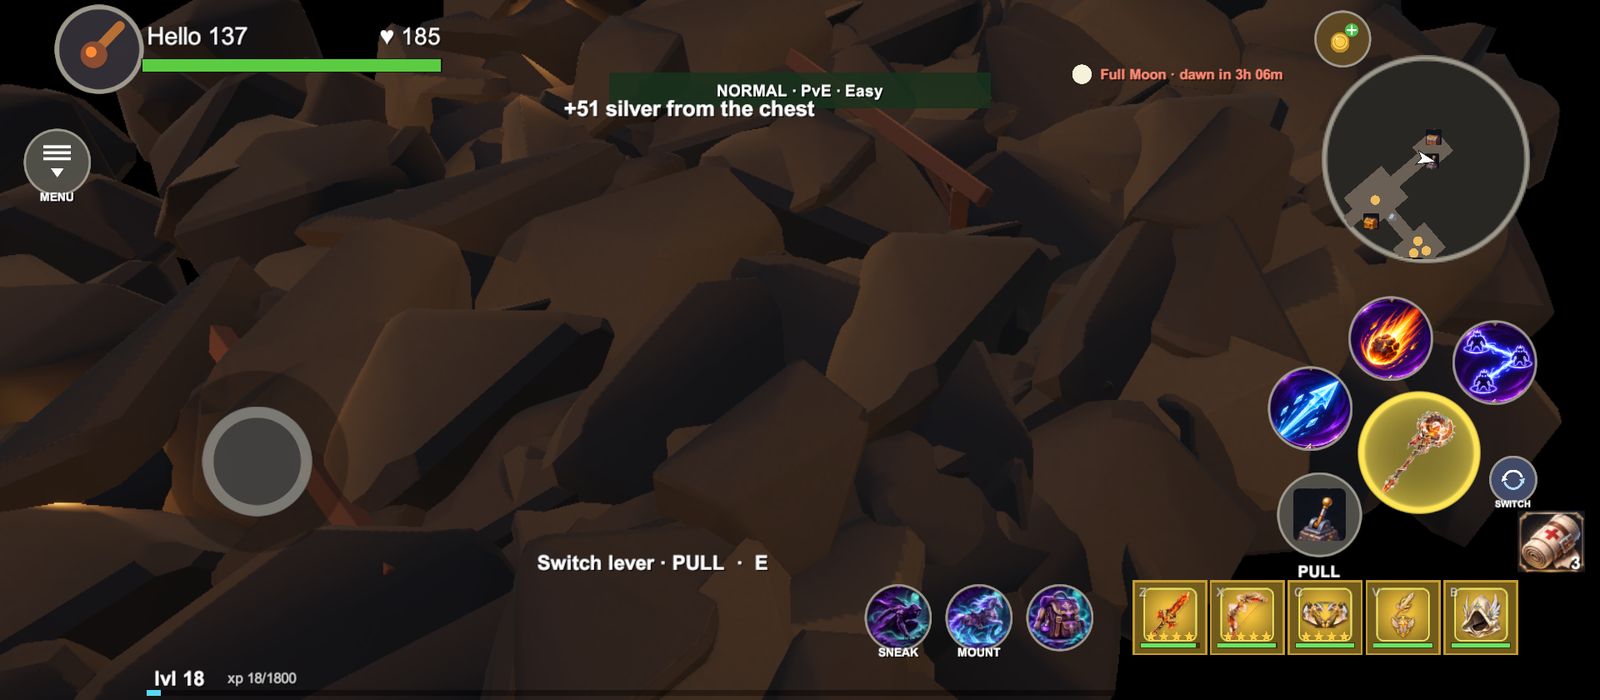 Hello 137
♥ 185
NORMAL · PvE · Easy
+51 silver from the chest
Full Moon · dawn in 3h 06m
MENU
SWITCH
3
Switch lever · PULL · E
PULL
Z
X
C
V
B
SNEAK
MOUNT
lvl 18
xp 18/1800